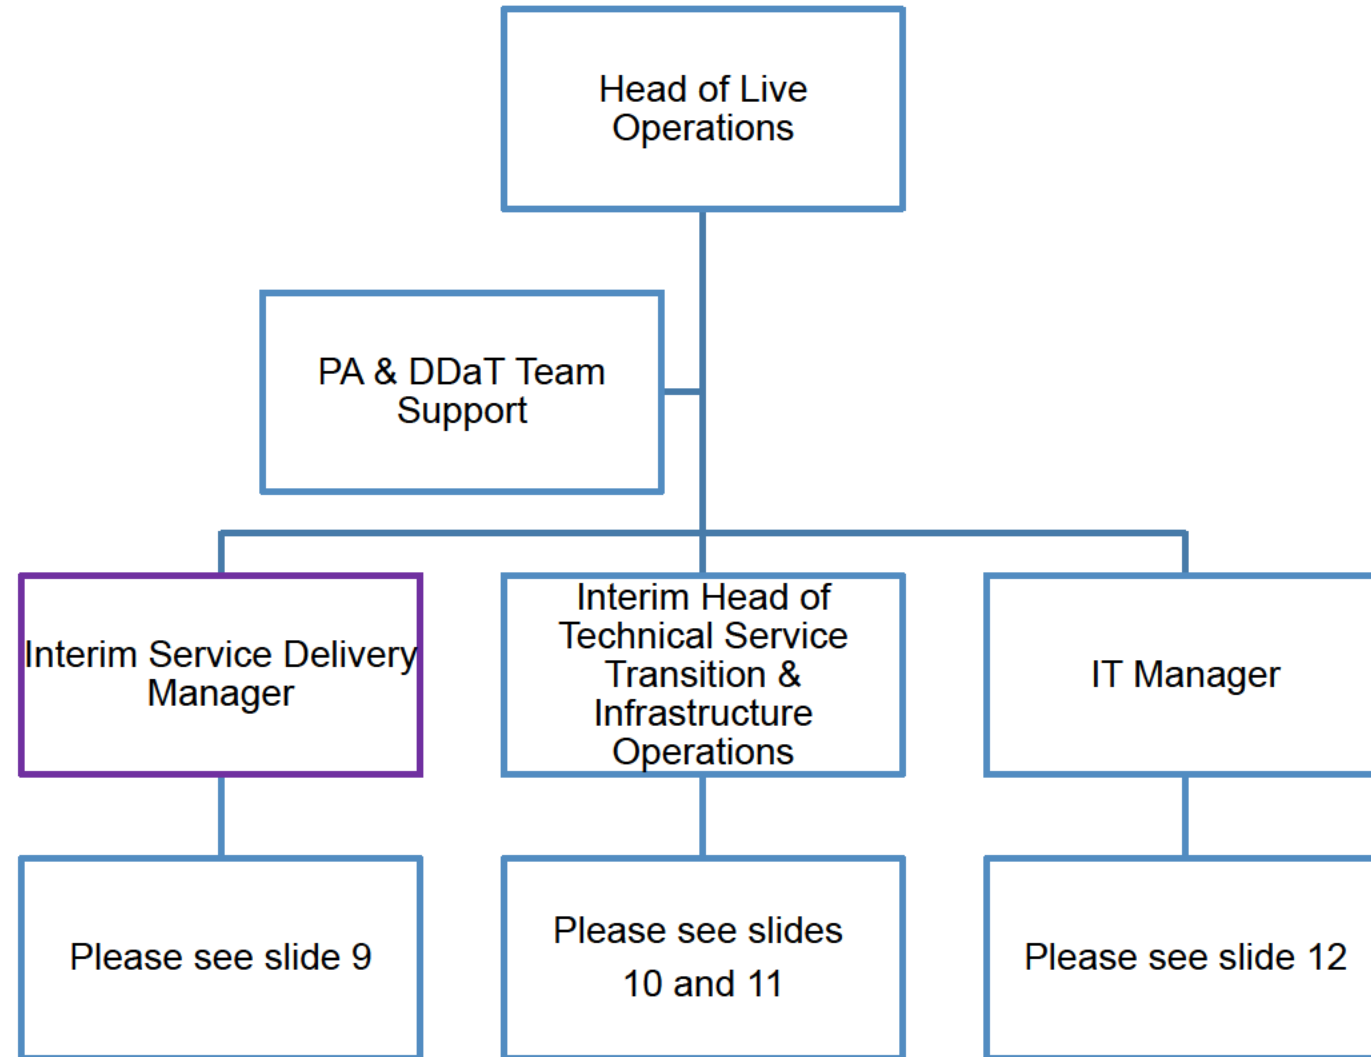 Head of Live
Operations
PA & DDaT Team
Support
Interim Service Delivery
Manager
Interim Head of
Technical Service
Transition &
Infrastructure
Operations
IT Manager
Please see slide 9
Please see slides
10 and 11
Please see slide 12